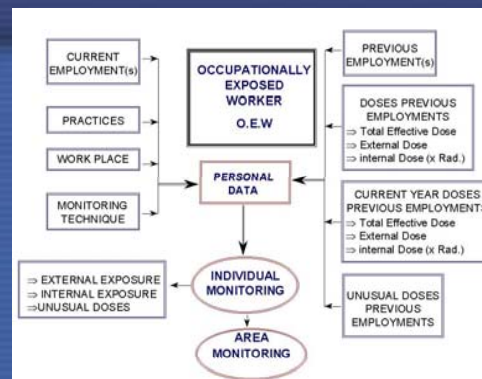 CURRENT
EMPLOYMENT(s)
PRACTICES
WORK PLACE
MONITORING
TECHNIQUE
OCCUPATIONALLY
EXPOSED
WORKER
O.E.W
PERSONAL
DATA
PREVIOUS
EMPLOYMENT(s)
DOSES PREVIOUS
EMPLOYMENTS
⇒ Total Effective Dose
⇒ External Dose
⇒ internal Dose (x Rad.)
CURRENT YEAR DOSES
PREVIOUS EMPLOYMENTS
⇒ Total Effective Dose
⇒ External Dose
⇒ internal Dose (x Rad.)
UNUSUAL DOSES
PREVIOUS
EMPLOYMENTS
INDIVIDUAL
MONITORING
⇒ EXTERNAL EXPOSURE
⇒ INTERNAL EXPOSURE
⇒UNUSUAL DOSES
AREA
MONITORING